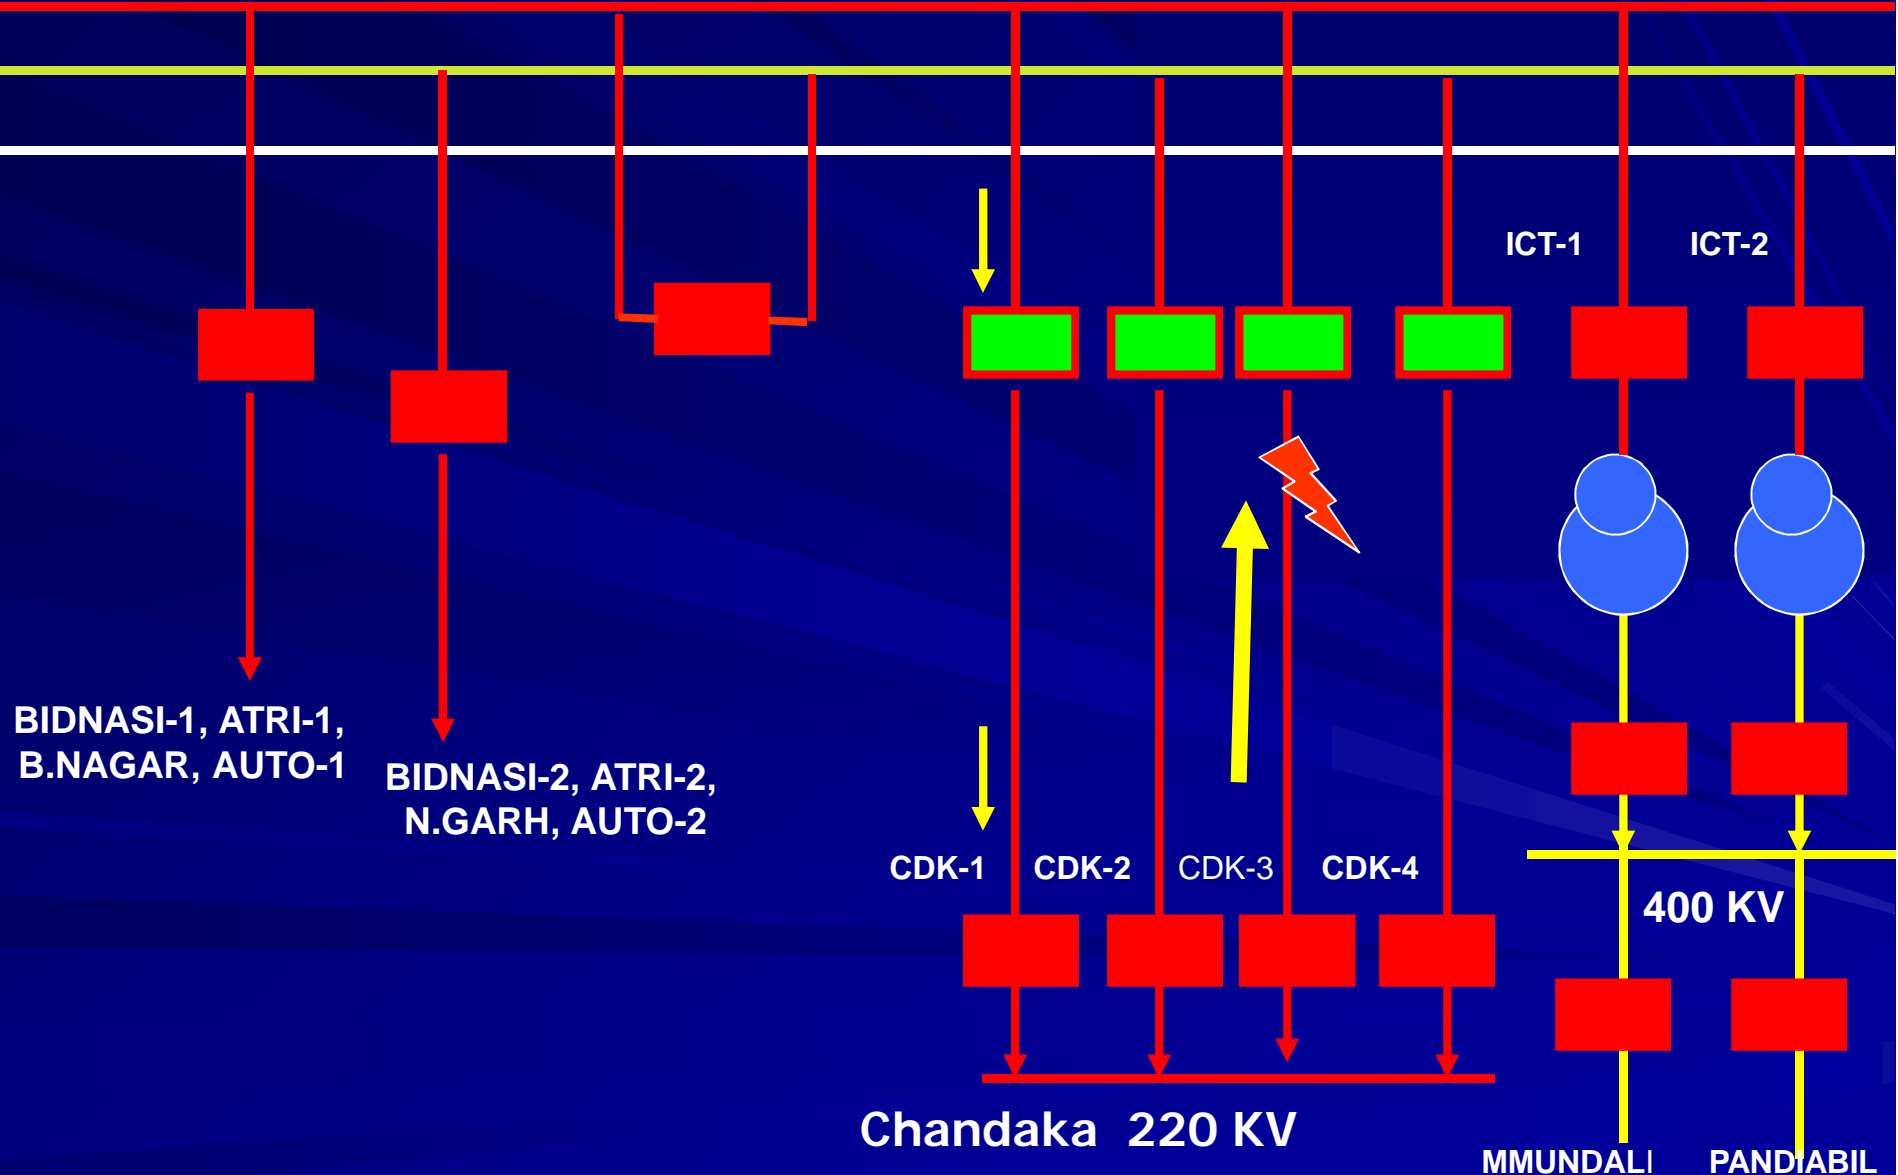 ICT-1
ICT-2
BIDNASI-1, ATRI-1,
B.NAGAR, AUTO-1
BIDNASI-2, ATRI-2,
N.GARH, AUTO-2
CDK-1
CDK-2
CDK-3
CDK-4
400 KV
Chandaka 220 KV
MMUNDALI
PANDIABIL